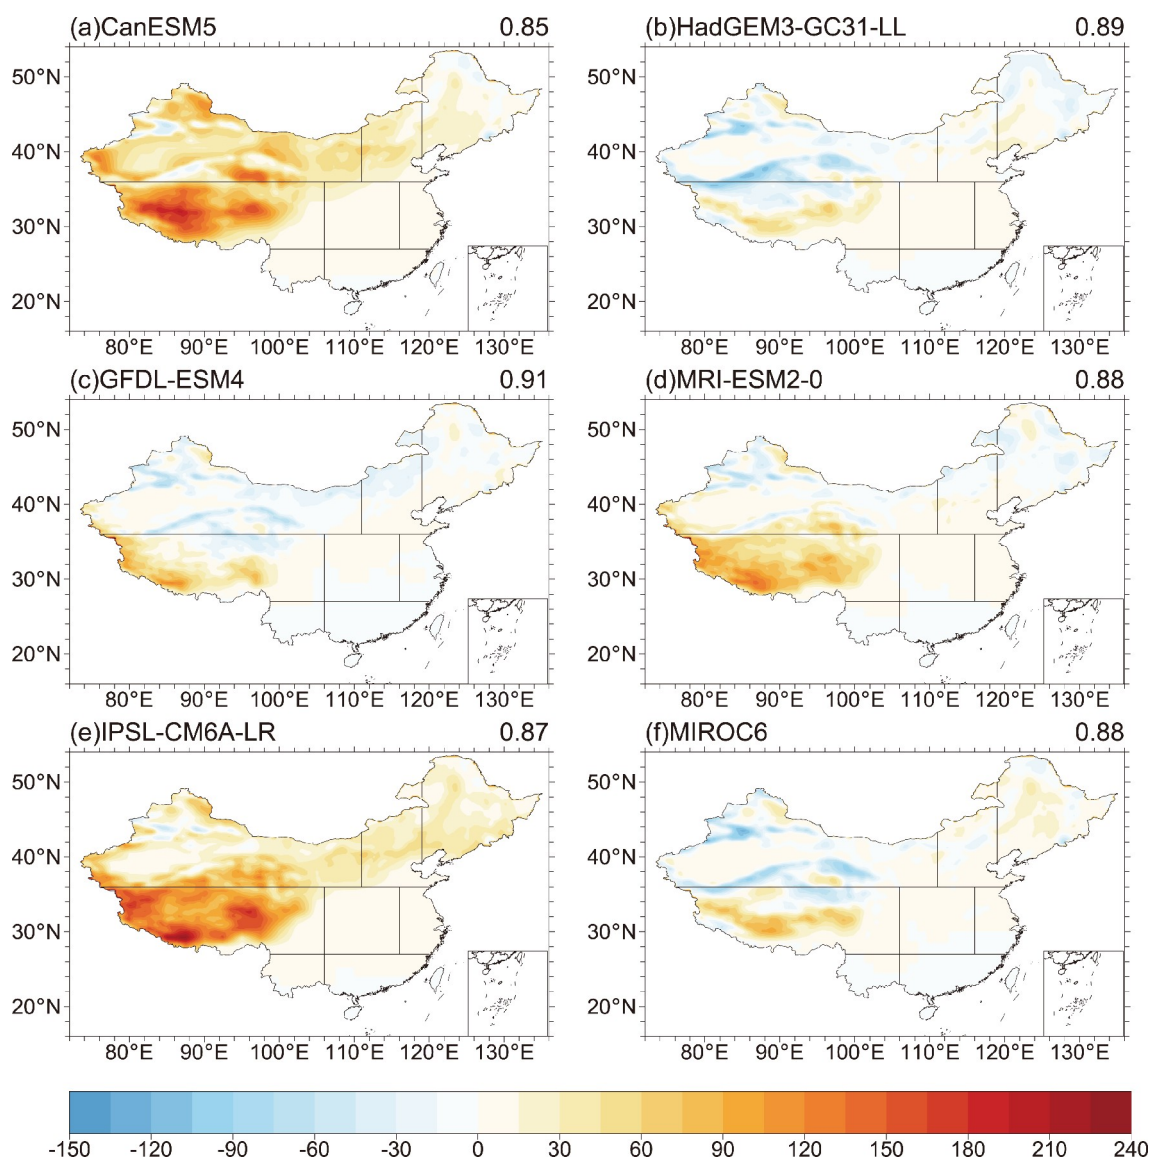 (a)CanESM5 0.85 (b)HadGEM3-GC31-LL 0.89
50°N 50°N
40°N 40°N
30°N 30°N
20°N 20°N
80°E 90°E 100°E 110°E 120°E 130°E 80°E 90°E 100°E 110°E 120°E 130°E
(c)GFDL-ESM4 0.91 (d)MRI-ESM2-0 0.88
50°N 50°N
40°N 40°N
30°N 30°N
20°N 20°N
80°E 90°E 100°E 110°E 120°E 130°E 80°E 90°E 100°E 110°E 120°E 130°E
(e)IPSL-CM6A-LR 0.87 (f)MIROC6 0.88
50°N 50°N
40°N 40°N
30°N 30°N
20°N 20°N
80°E 90°E 100°E 110°E 120°E 130°E 80°E 90°E 100°E 110°E 120°E 130°E
-150 -120 -90 -60 -30 0 30 60 90 120 150 180 210 240